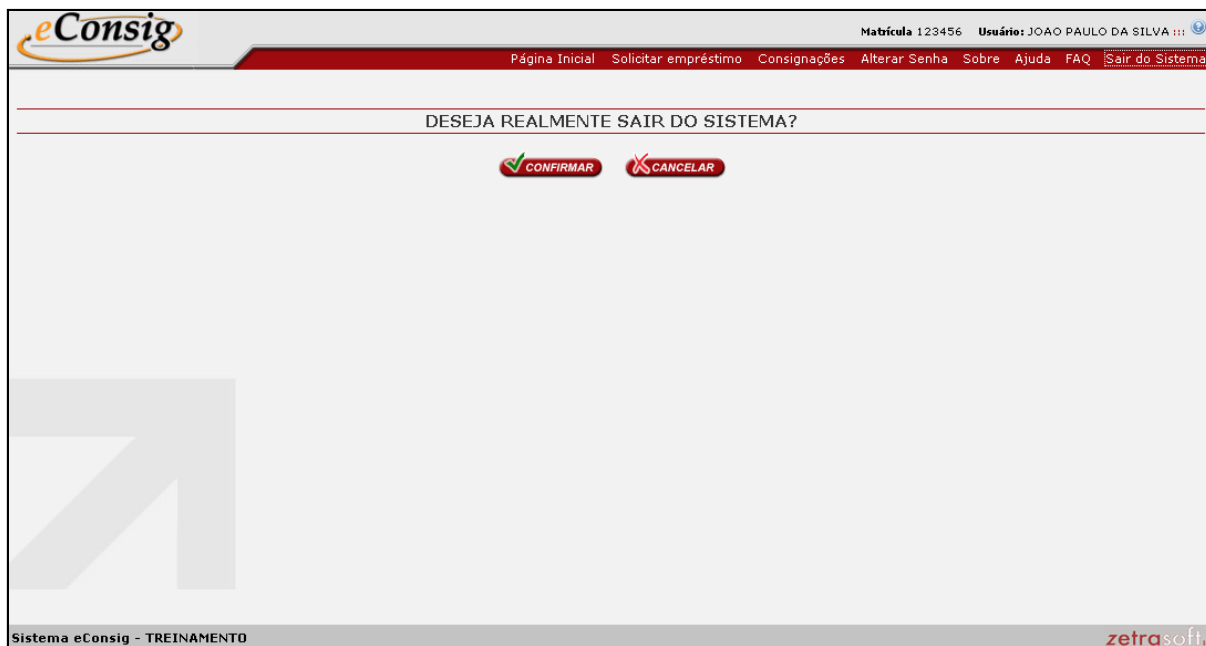 eConsig
Matrícula 123456 Usuário: JOAO PAULO DA SILVA :::
Página Inicial Solicitar empréstimo Consignações Alterar Senha Sobre Ajuda FAQ Sair do Sistema
DESEJA REALMENTE SAIR DO SISTEMA?
CONFIRMAR CANCELAR
Sistema eConsig - TREINAMENTO zetrasoft